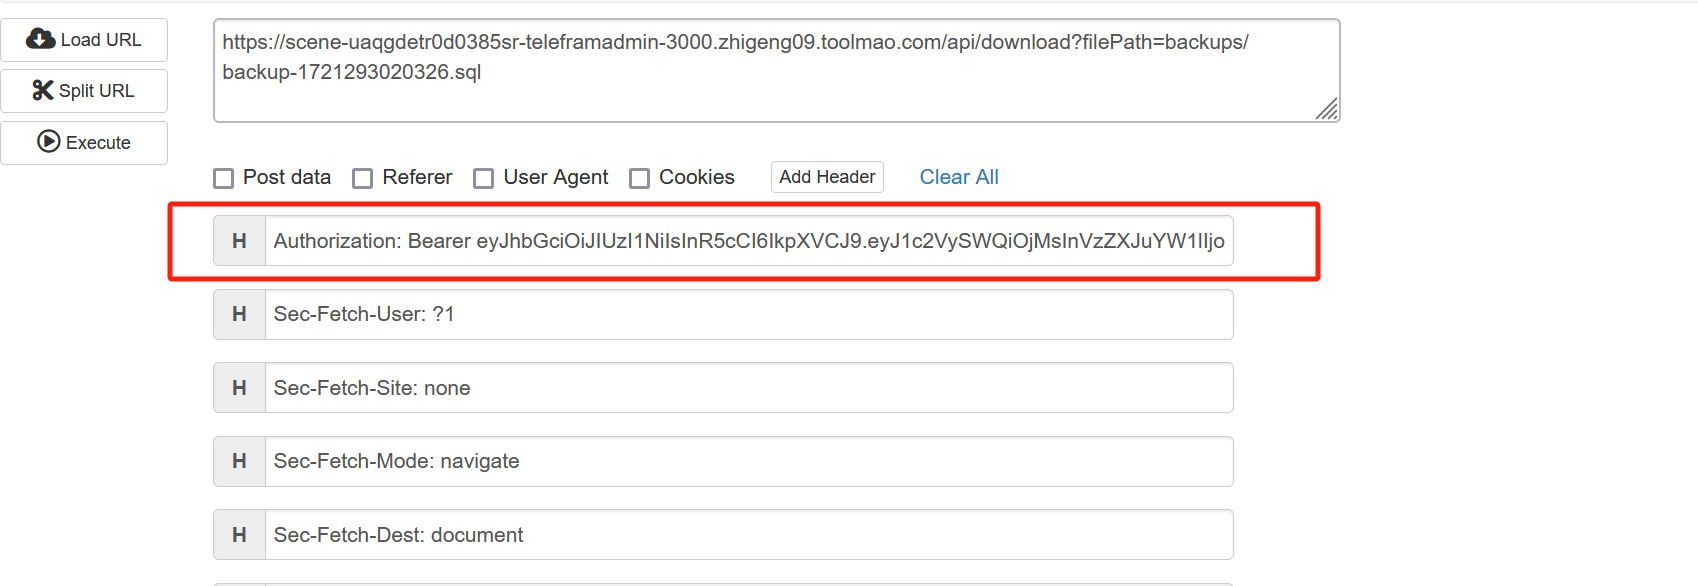 Load URL
Split URL
Execute
https://scene-uaqgdetr0d0385sr-teleframadmin-3000.zhigeng09.toolmao.com/api/download?filePath=backups/
backup-1721293020326.sql
Post data Referer User Agent Cookies Add Header Clear All
H Authorization: Bearer eyJhbGciOiJIUzI1NiIsInR5cCI6IkpXVCJ9.eyJ1c2VySWQiOjMsInVzZXJuYW1lIjo
H Sec-Fetch-User: ?1
H Sec-Fetch-Site: none
H Sec-Fetch-Mode: navigate
H Sec-Fetch-Dest: document